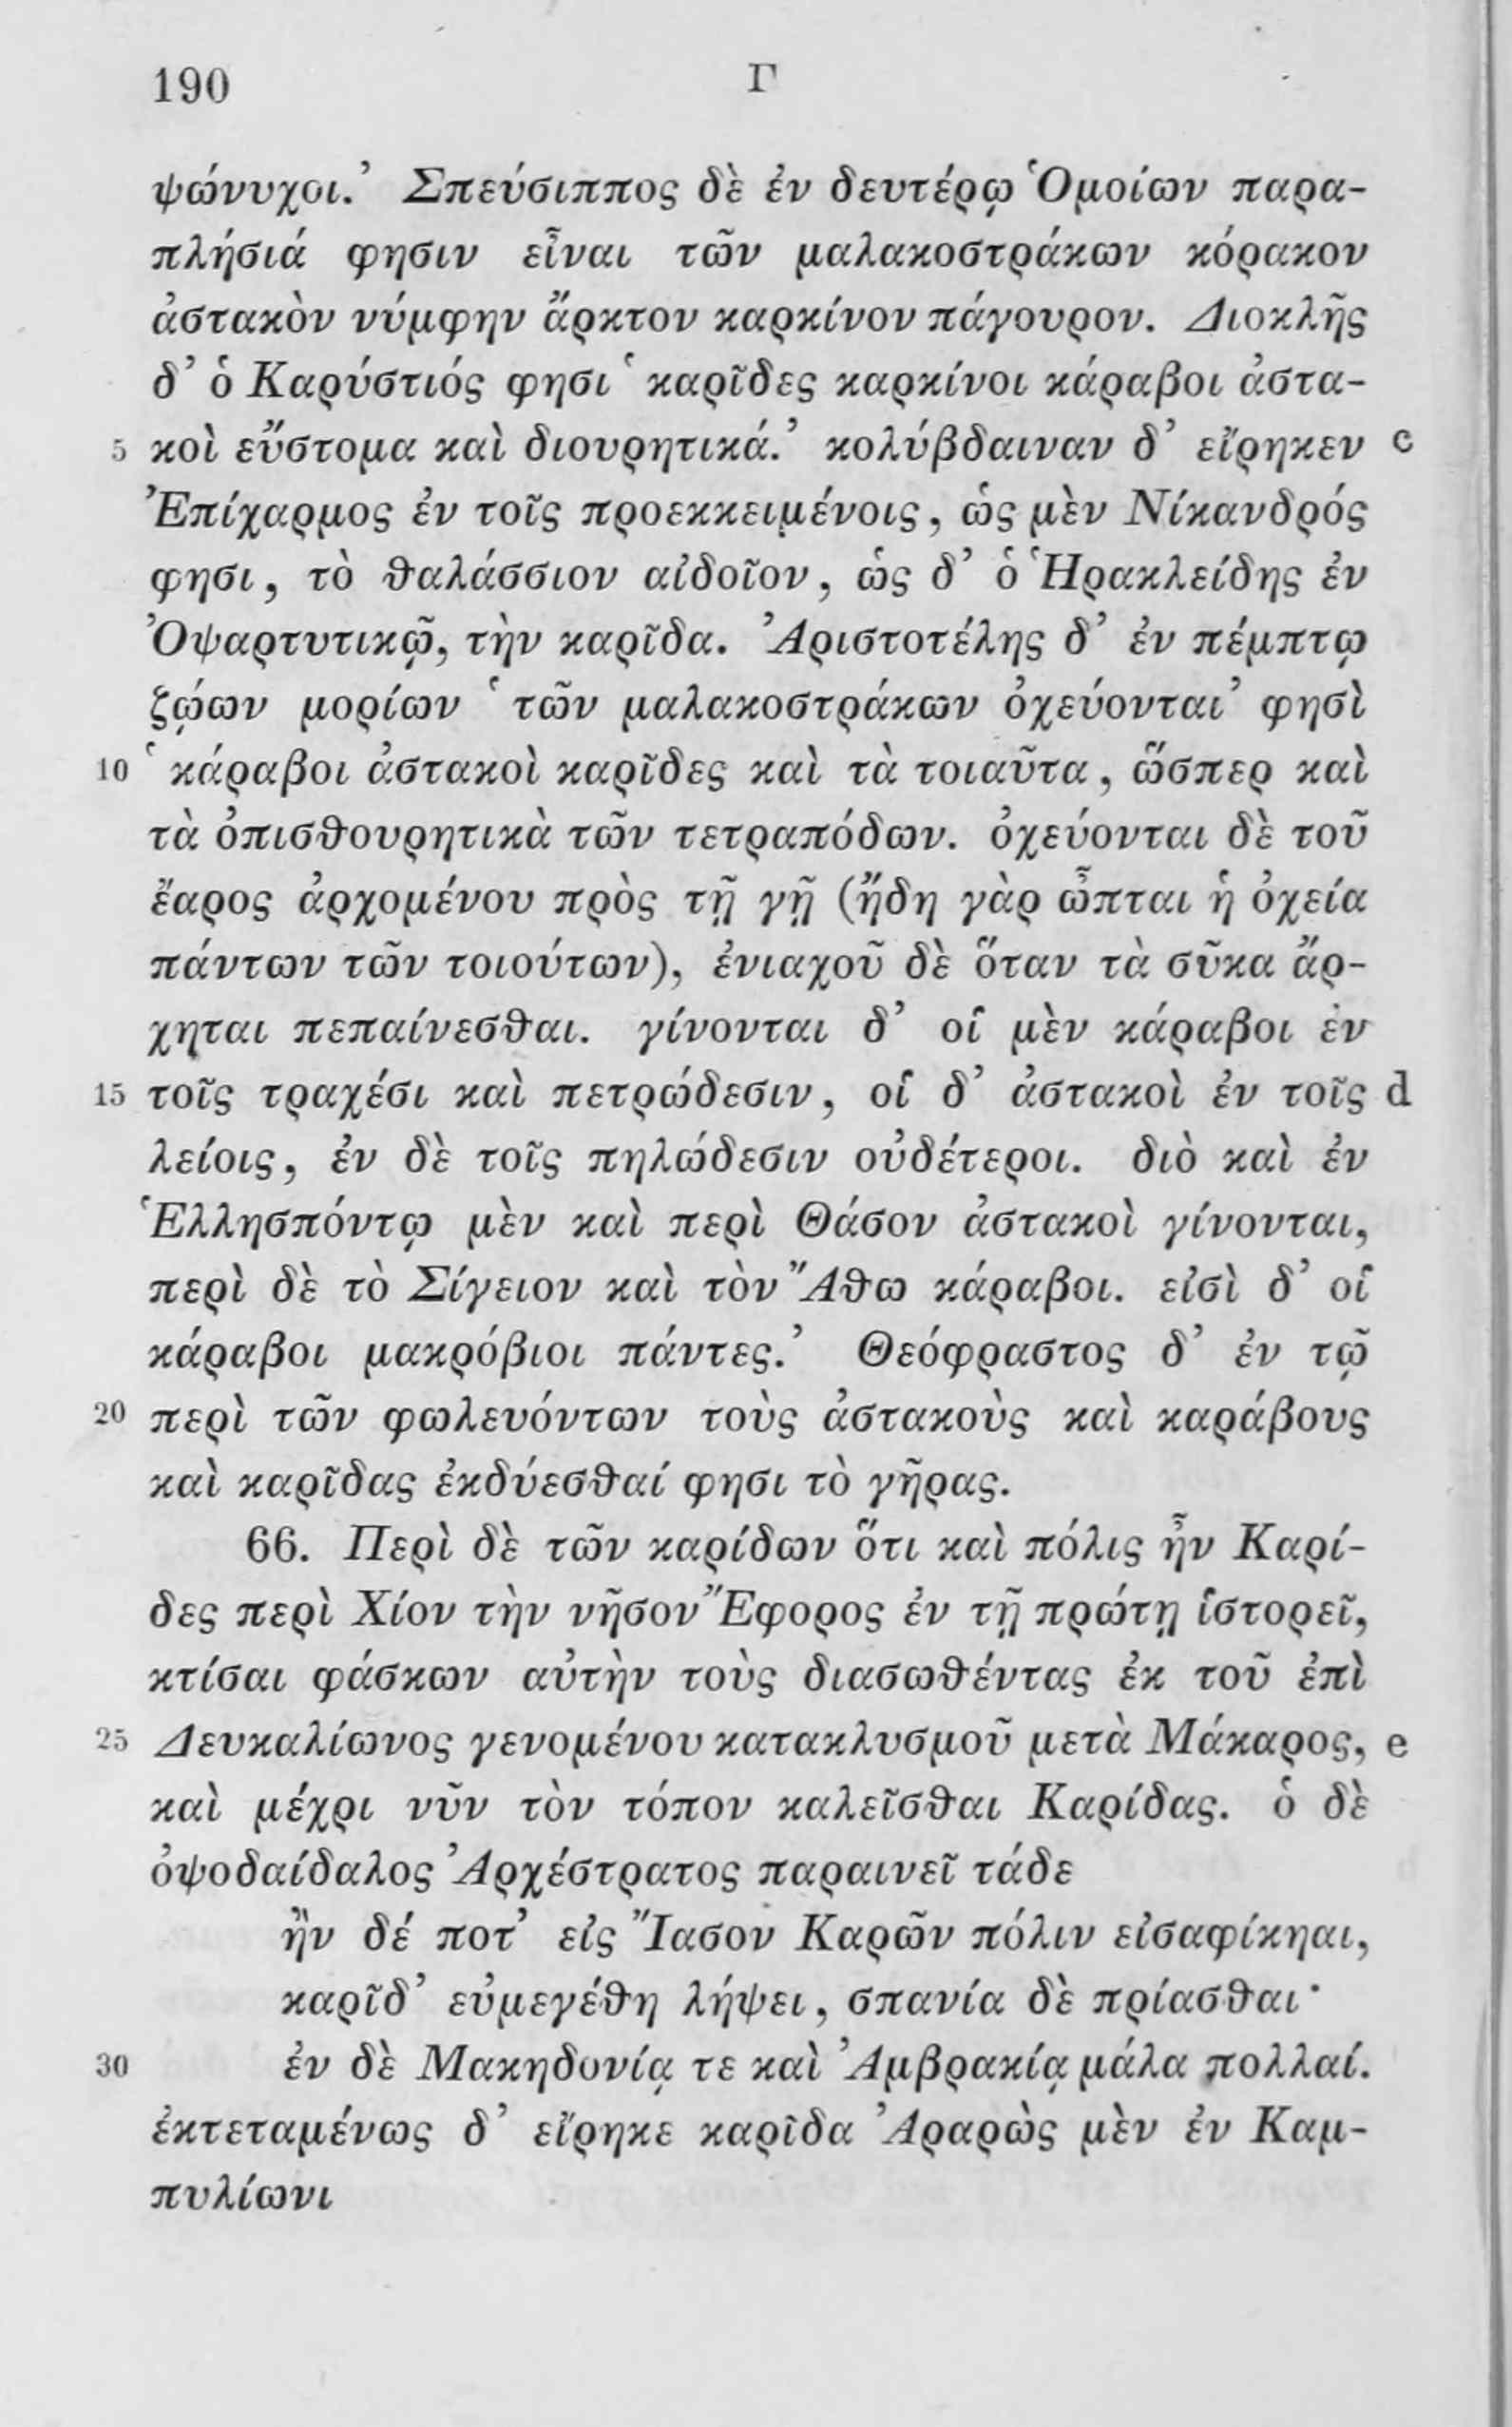 190 Γ
ψώνυχοι.’ Σπεύσιππος δὲ ἐν δευτέρῳ Ὁμοίων παρα-
πλήσιά φησιν εἶναι τῶν μαλακοστράκων κόρακον
ἀστακὸν νύμφην ἄρκτον καρκίνον πάγουρον. Διοκλῆς
δ’ ὁ Καρύστιός φησι ‘καρῖδες καρκίνοι κάραβοι ἀστα-
5 κοὶ εὔστομα καὶ διουρητικά.’ κολύβδαιναν δ’ εἴρηκεν c
Ἐπίχαρμος ἐν τοῖς προεκκειμένοις, ὡς μὲν Νίκανδρός
φησι, τὸ θαλάσσιον αἰδοῖον, ὡς δ’ ὁ Ἡρακλείδης ἐν
Ὀψαρτυτικῷ, τὴν καρῖδα. Ἀριστοτέλης δ’ ἐν πέμπτῳ
ζῴων μορίων ‘τῶν μαλακοστράκων ὀχεύονται’ φησὶ
10 ‘κάραβοι ἀστακοὶ καρῖδες καὶ τὰ τοιαῦτα, ὥσπερ καὶ
τὰ ὀπισθουρητικὰ τῶν τετραπόδων. ὀχεύονται δὲ τοῦ
ἔαρος ἀρχομένου πρὸς τῇ γῇ (ἤδη γὰρ ὦπται ἡ ὀχεία
πάντων τῶν τοιούτων), ἐνιαχοῦ δὲ ὅταν τὰ σῦκα ἄρ-
χηται πεπαίνεσθαι. γίνονται δ’ οἱ μὲν κάραβοι ἐν
15 τοῖς τραχέσι καὶ πετρώδεσιν, οἱ δ’ ἀστακοὶ ἐν τοῖς d
λείοις, ἐν δὲ τοῖς πηλώδεσιν οὐδέτεροι. διὸ καὶ ἐν
Ἑλλησπόντῳ μὲν καὶ περὶ Θάσον ἀστακοὶ γίνονται,
περὶ δὲ τὸ Σίγειον καὶ τὸν Ἄθω κάραβοι. εἰσὶ δ’ οἱ
κάραβοι μακρόβιοι πάντες.’ Θεόφραστος δ’ ἐν τῷ
20 περὶ τῶν φωλευόντων τοὺς ἀστακοὺς καὶ καράβους
καὶ καρῖδας ἐκδύεσθαί φησι τὸ γῆρας.
66. Περὶ δὲ τῶν καρίδων ὅτι καὶ πόλις ἦν Καρί-
δες περὶ Χίον τὴν νῆσον Ἔφορος ἐν τῇ πρώτῃ ἱστορεῖ,
κτίσαι φάσκων αὐτὴν τοὺς διασωθέντας ἐκ τοῦ ἐπὶ
25 Δευκαλίωνος γενομένου κατακλυσμοῦ μετὰ Μάκαρος, e
καὶ μέχρι νῦν τὸν τόπον καλεῖσθαι Καρίδας. ὁ δὲ
ὀψοδαίδαλος Ἀρχέστρατος παραινεῖ τάδε
ἢν δέ ποτ’ εἰς Ἴασον Καρῶν πόλιν εἰσαφίκηαι,
καρῖδ’ εὐμεγέθη λήψει, σπανία δὲ πρίασθαι·
30 ἐν δὲ Μακηδονίᾳ τε καὶ Ἀμβρακίᾳ μάλα πολλαί.
ἐκτεταμένως δ’ εἴρηκε καρῖδα Ἀραρὼς μὲν ἐν Καμ-
πυλίωνι